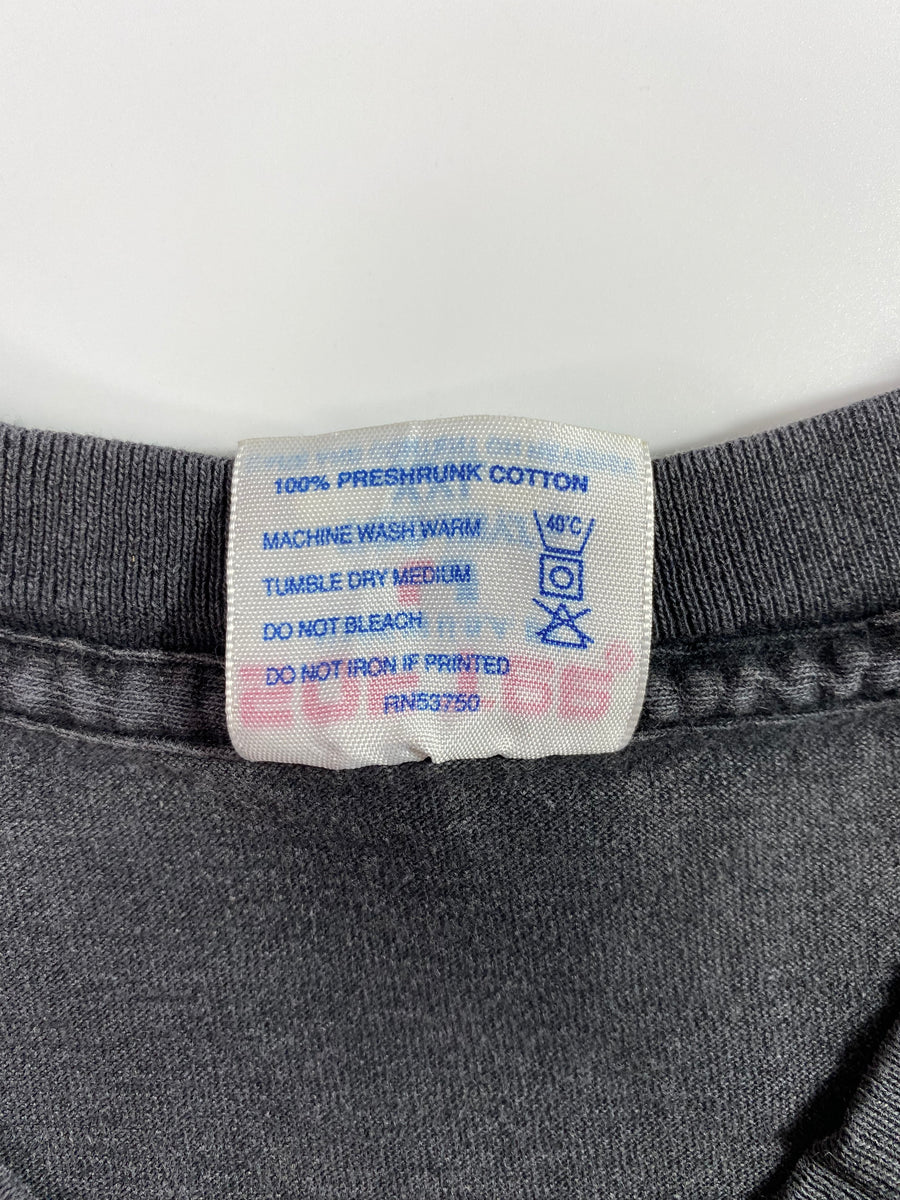 100% PRESHRUNK COTTON
MACHINE WASH WARM
40°C
TUMBLE DRY MEDIUM
DO NOT BLEACH
DO NOT IRON IF PRINTED
RN53750